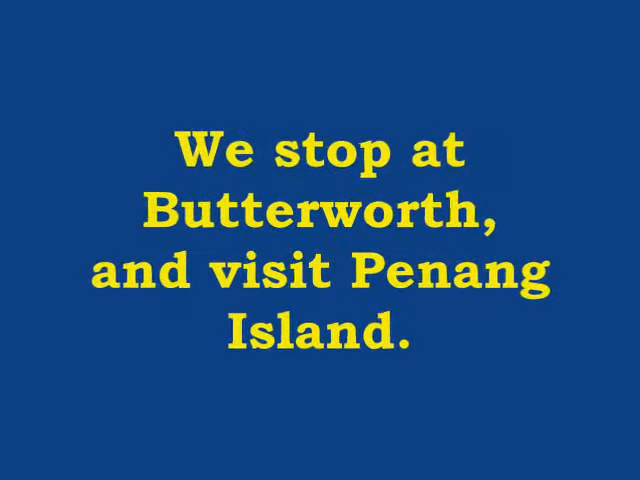 We stop at
Butterworth,
and visit Penang
Island.